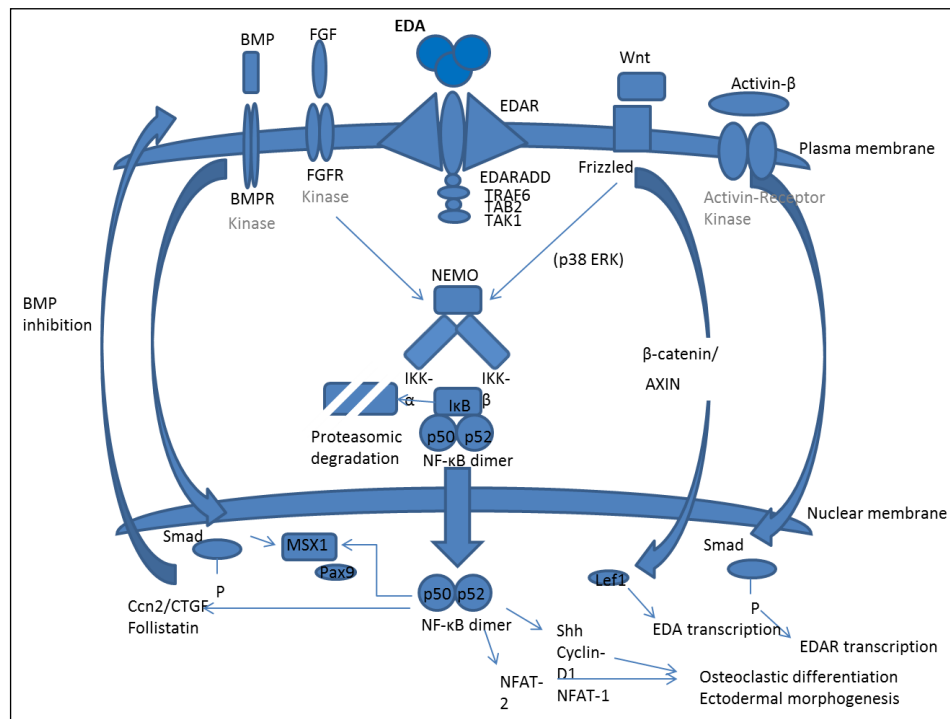 BMP
FGF
EDA
Wnt
Activin-β
EDAR
Plasma membrane
BMPR
Kinase
FGFR
Kinase
EDARADD
TRAF6
TAB2
TAK1
Frizzled
Activin-Receptor
Kinase
(p38 ERK)
NEMO
BMP
inhibition
IKK-
α
IKK-
β
β-catenin/
AXIN
IκB
p50
p52
NF-κB dimer
Proteasomic
degradation
Nuclear membrane
Smad
P
MSX1
Pax9
Ccn2/CTGF
Follistatin
p50
p52
NF-κB dimer
Lef1
EDA transcription
Smad
P
EDAR transcription
Shh
Cyclin-
D1
NFAT-1
NFAT-
2
Osteoclastic differentiation
Ectodermal morphogenesis